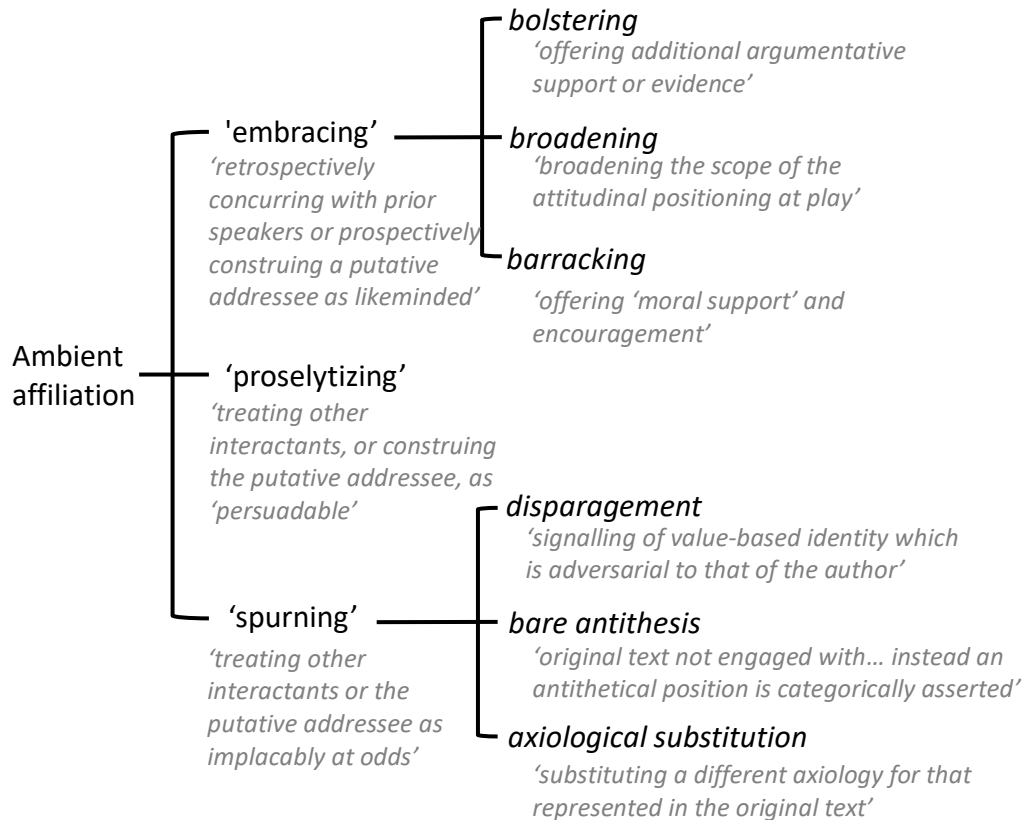 bolstering
‘offering additional argumentative
support or evidence’
'embracing’
‘retrospectively
concurring with prior
speakers or prospectively
construing a putative
addressee as likeminded’
broadening
‘broadening the scope of the
attitudinal positioning at play’
barracking
‘offering ‘moral support’ and
encouragement’
Ambient
affiliation
‘proselytizing’
‘treating other
interactants, or construing
the putative addressee, as
‘persuadable’
disparagement
‘signalling of value-based identity which
is adversarial to that of the author’
‘spurning’
‘treating other
interactants or the
putative addressee as
implacably at odds’
bare antithesis
‘original text not engaged with… instead an
antithetical position is categorically asserted’
axiological substitution
‘substituting a different axiology for that
represented in the original text’